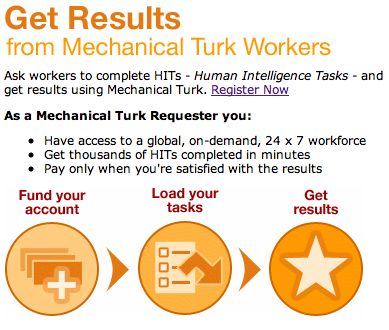 Get Results
from Mechanical Turk Workers
Ask workers to complete HITs - Human Intelligence Tasks - and
get results using Mechanical Turk. Register Now
As a Mechanical Turk Requester you:
• Have access to a global, on-demand, 24 x 7 workforce
• Get thousands of HITs completed in minutes
• Pay only when you're satisfied with the results
Fund your
account
Load your
tasks
Get
results